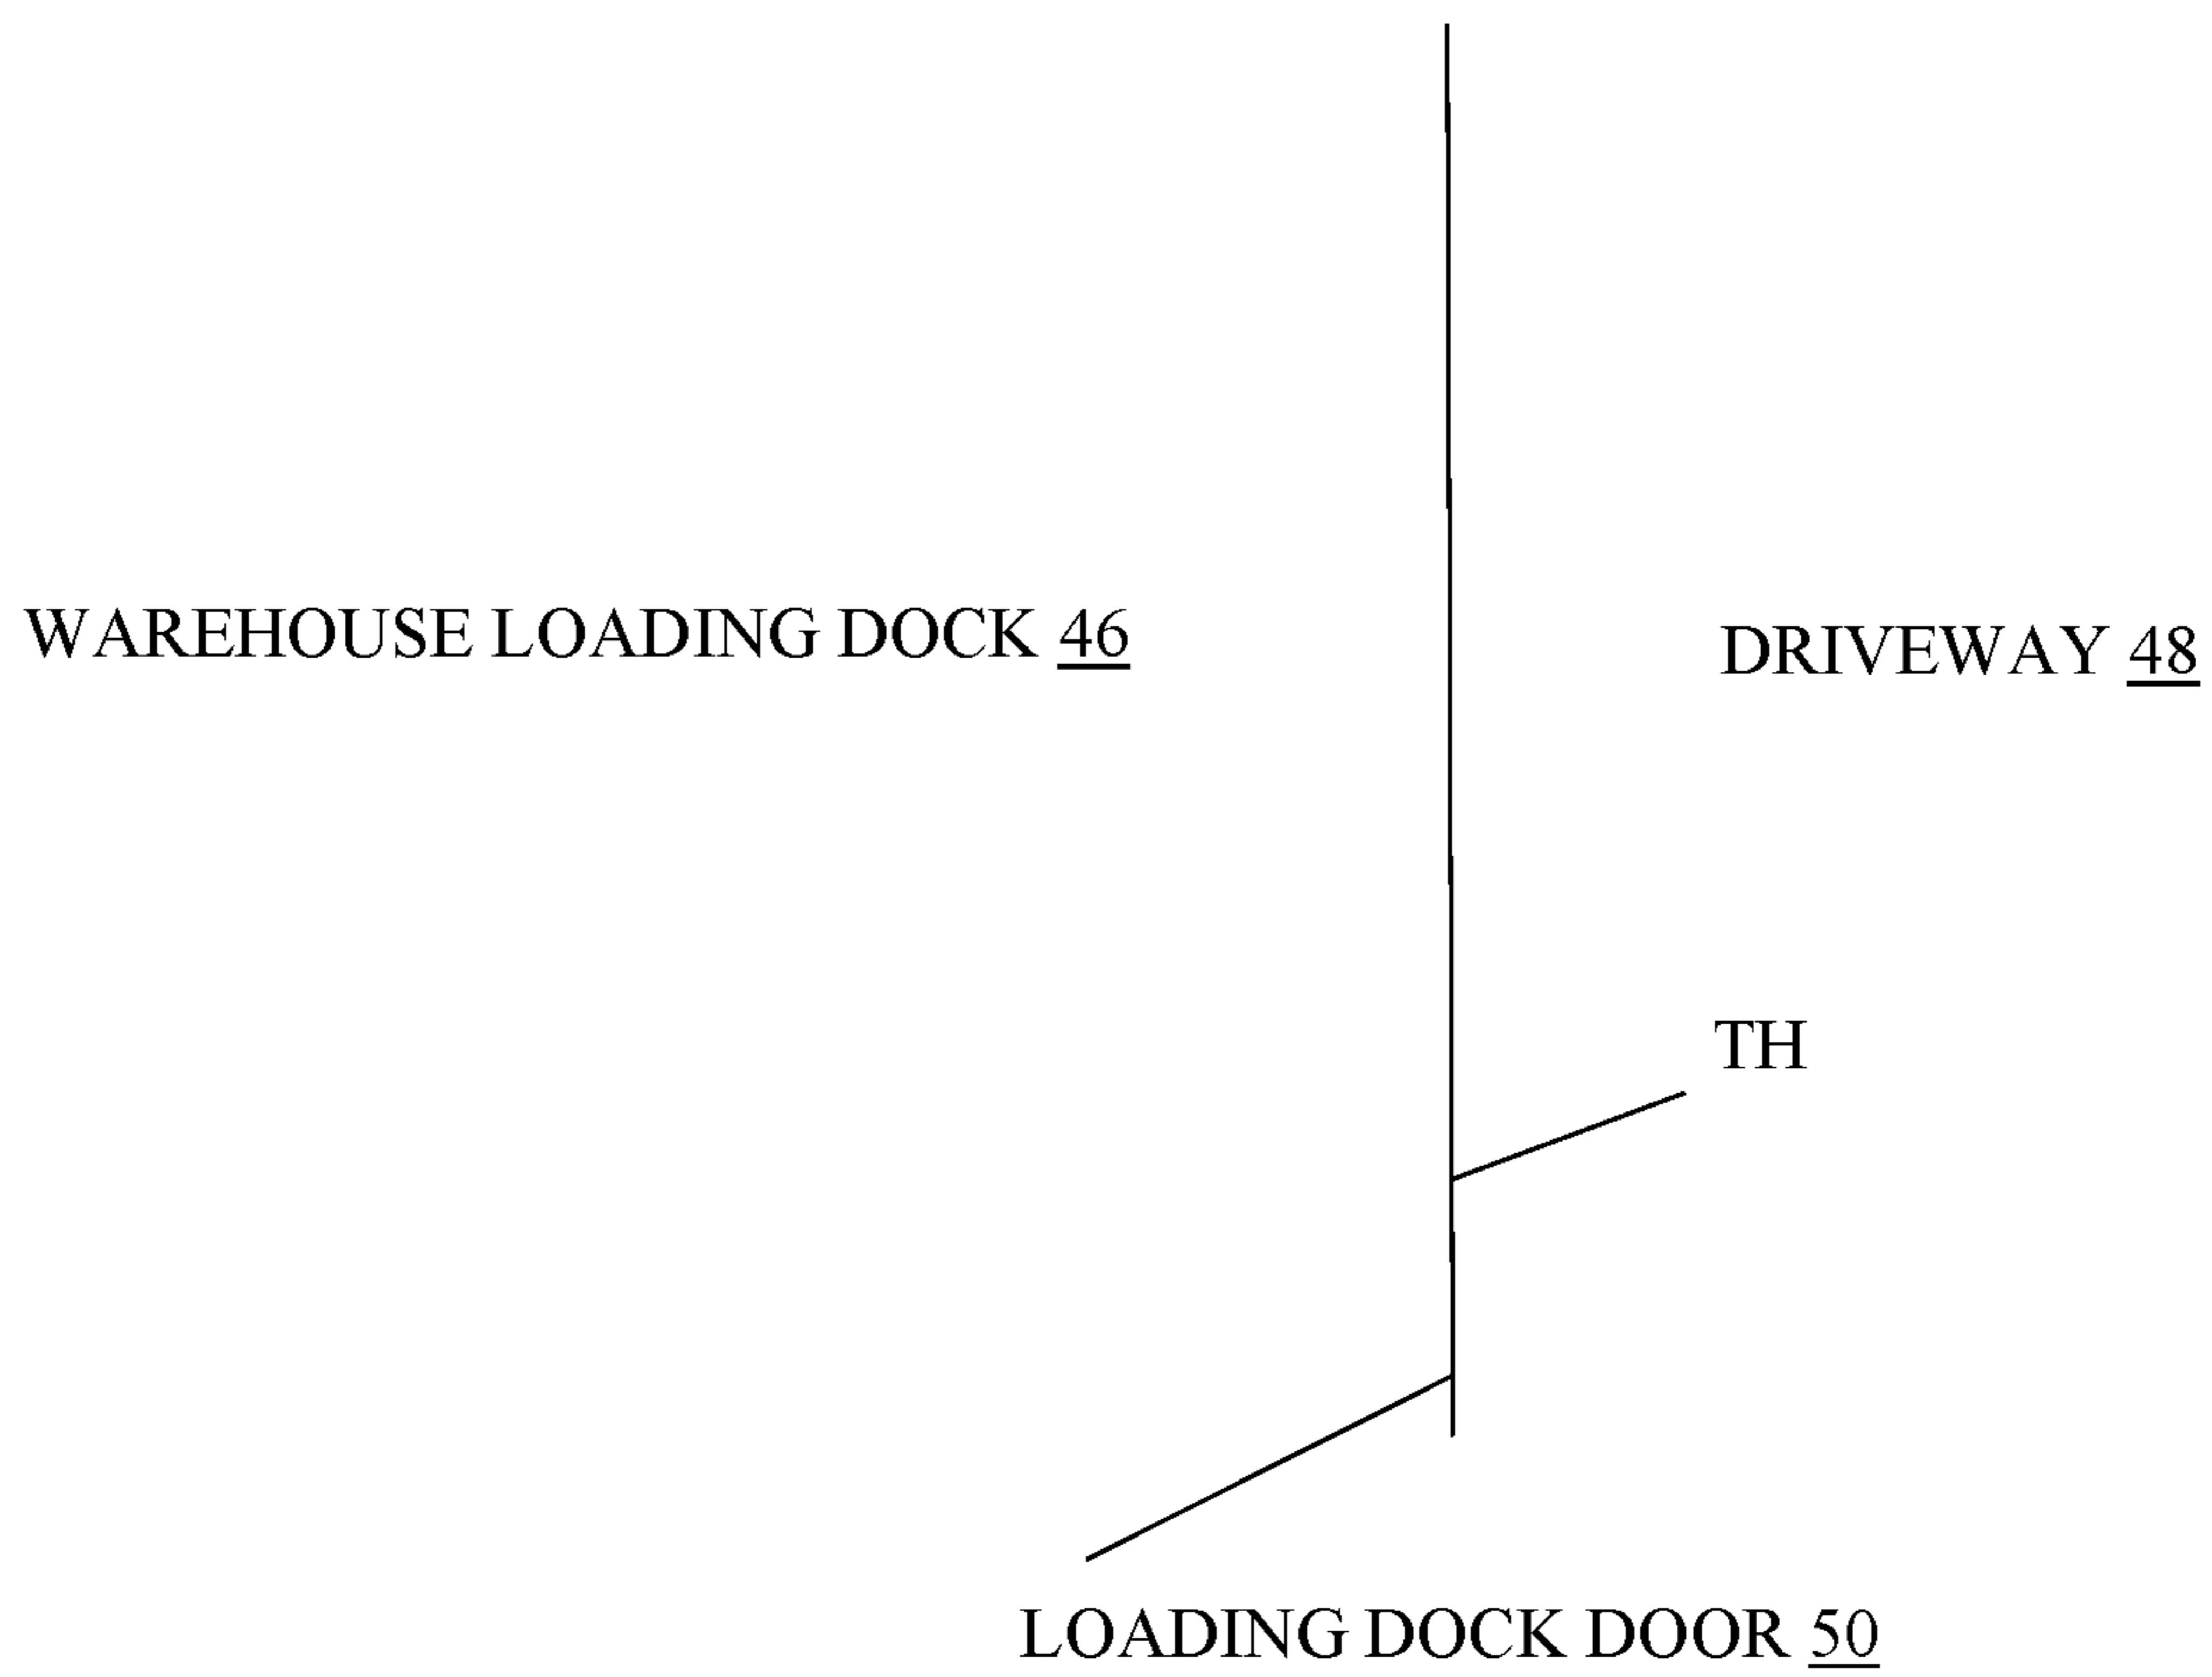 WAREHOUSE LOADING DOCK 46
DRIVEWAY 48
TH
LOADING DOCK DOOR 50